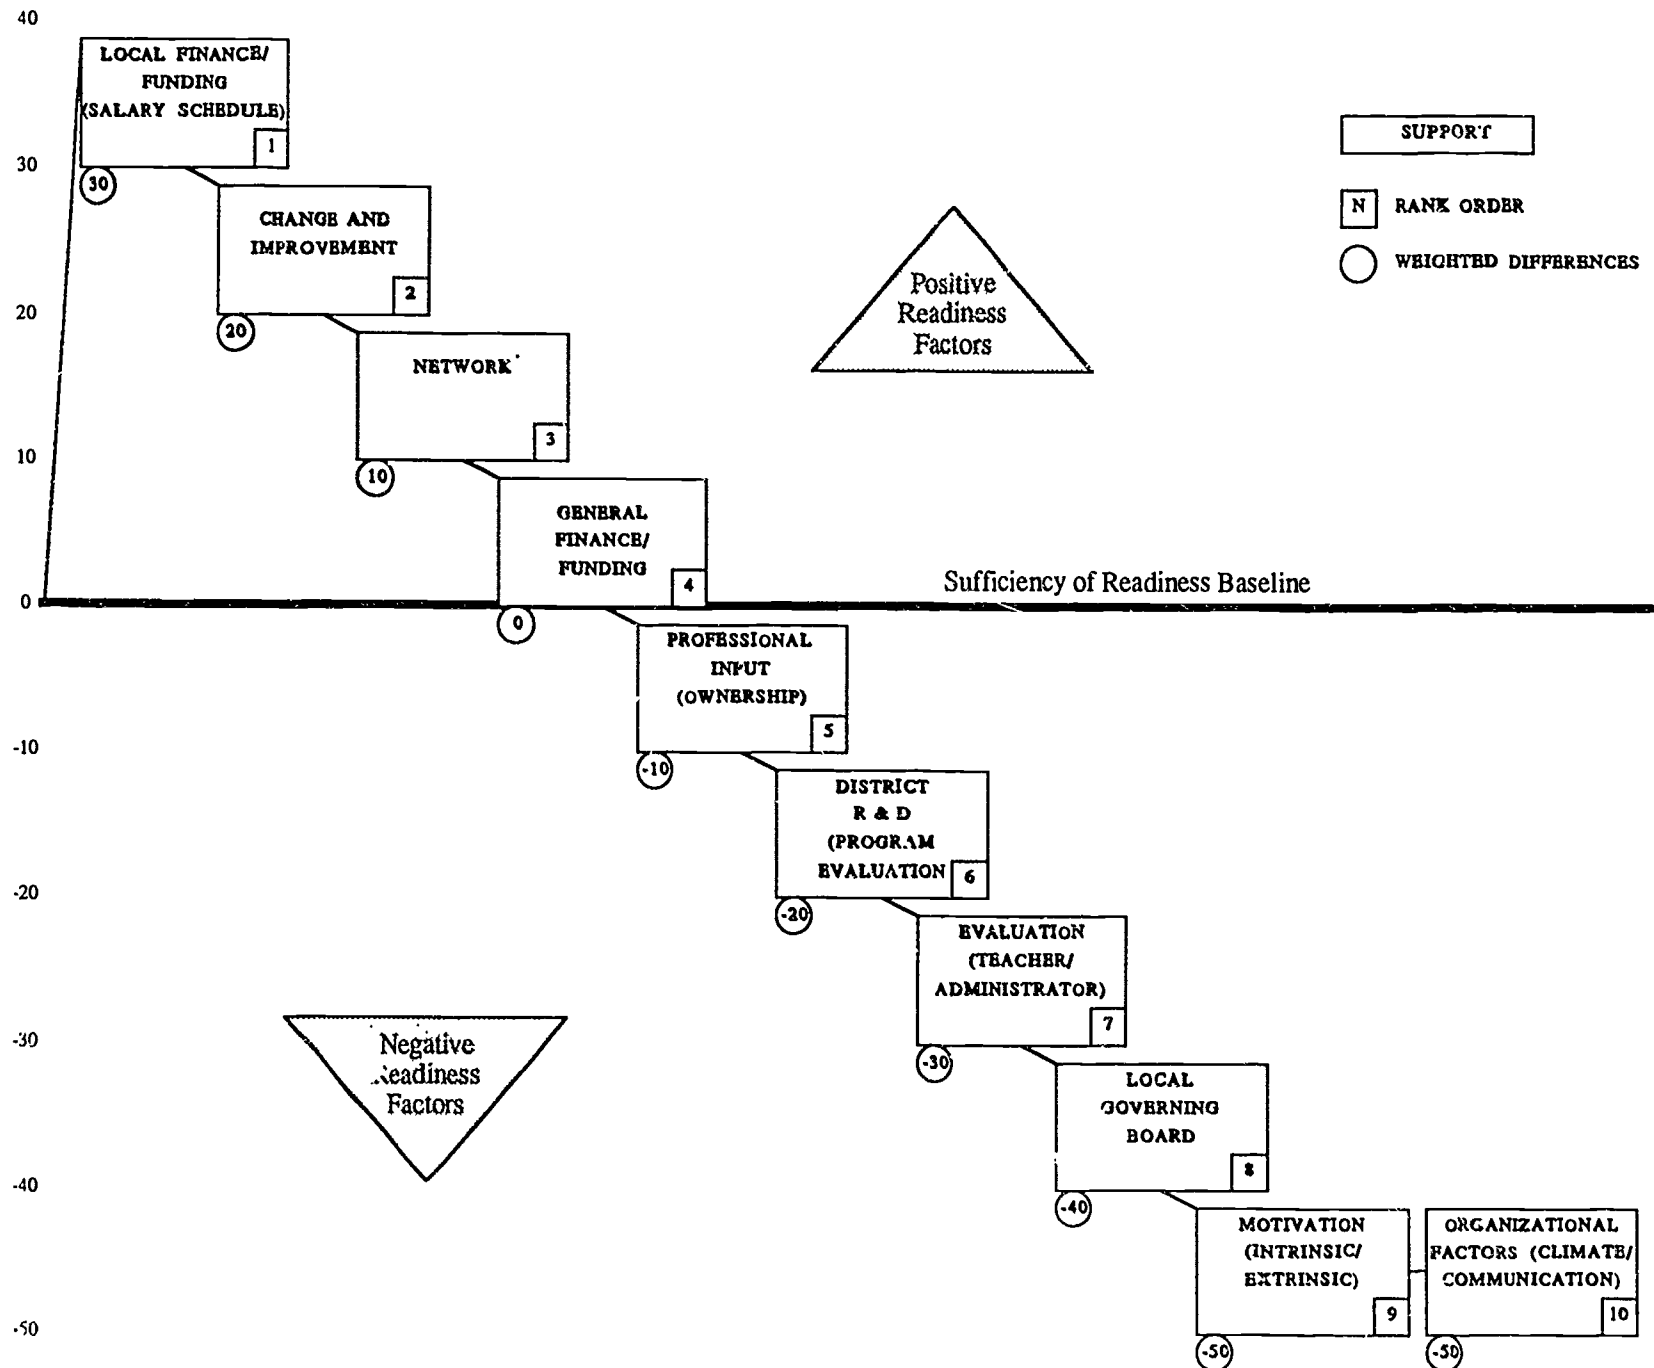 40
LOCAL FINANCE/
FUNDING
(SALARY SCHEDULE)
1
30
30
CHANGE AND
IMPROVEMENT
2
20
20
NETWORK
3
10
10
GENERAL
FINANCE/
FUNDING
4
0
0
SUPPORT
N RANK ORDER
WEIGHTED DIFFERENCES
Positive
Readiness
Factors
Sufficiency of Readiness Baseline
PROFESSIONAL
INPUT
(OWNERSHIP)
5
-10
-10
DISTRICT
R & D
(PROGRAM
EVALUATION
6
-20
-20
EVALUATION
(TEACHER/
ADMINISTRATOR)
7
-30
-30
Negative
Readiness
Factors
LOCAL
GOVERNING
BOARD
8
-40
-40
MOTIVATION
(INTRINSIC/
EXTRINSIC)
9
-50
ORGANIZATIONAL
FACTORS (CLIMATE/
COMMUNICATION)
10
-50
-50